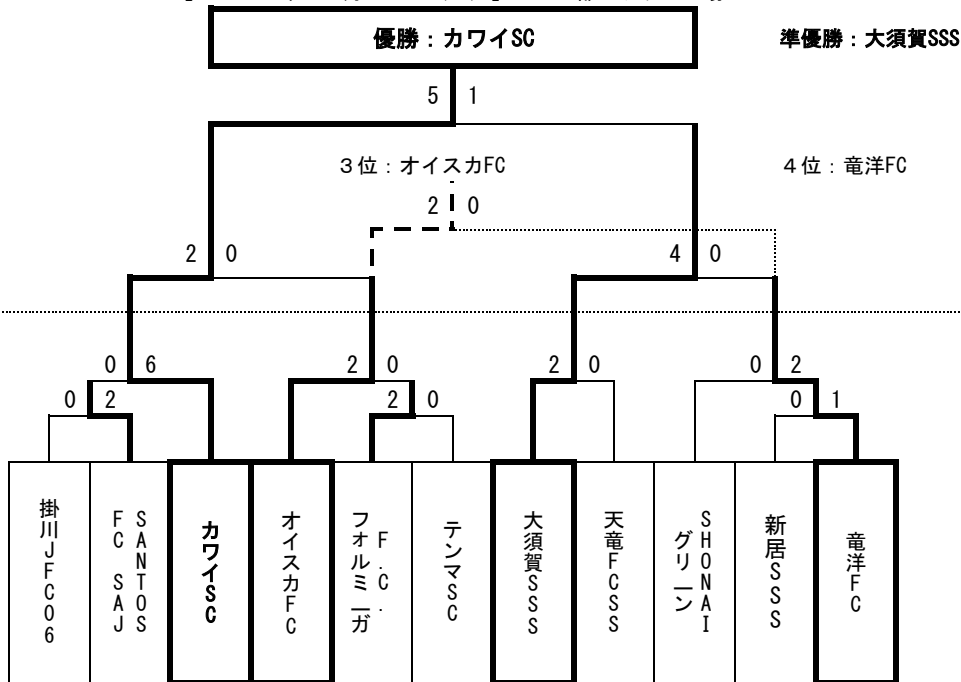 優勝：カワイSC
準優勝：大須賀SSS
5 1
３位：オイスカFC
４位：竜洋FC
2 0
2 0
4 0
0 6
2 0
2 0
0 2
0 2
2 0
0 1
掛川JFC06
SANTOS
FC SAJ
カワイSC
オイスカFC
F.C.
フォルミーガ
テンマSC
大須賀SSS
天竜FCSS
SHONAI
グリーン
新居SSS
竜洋FC